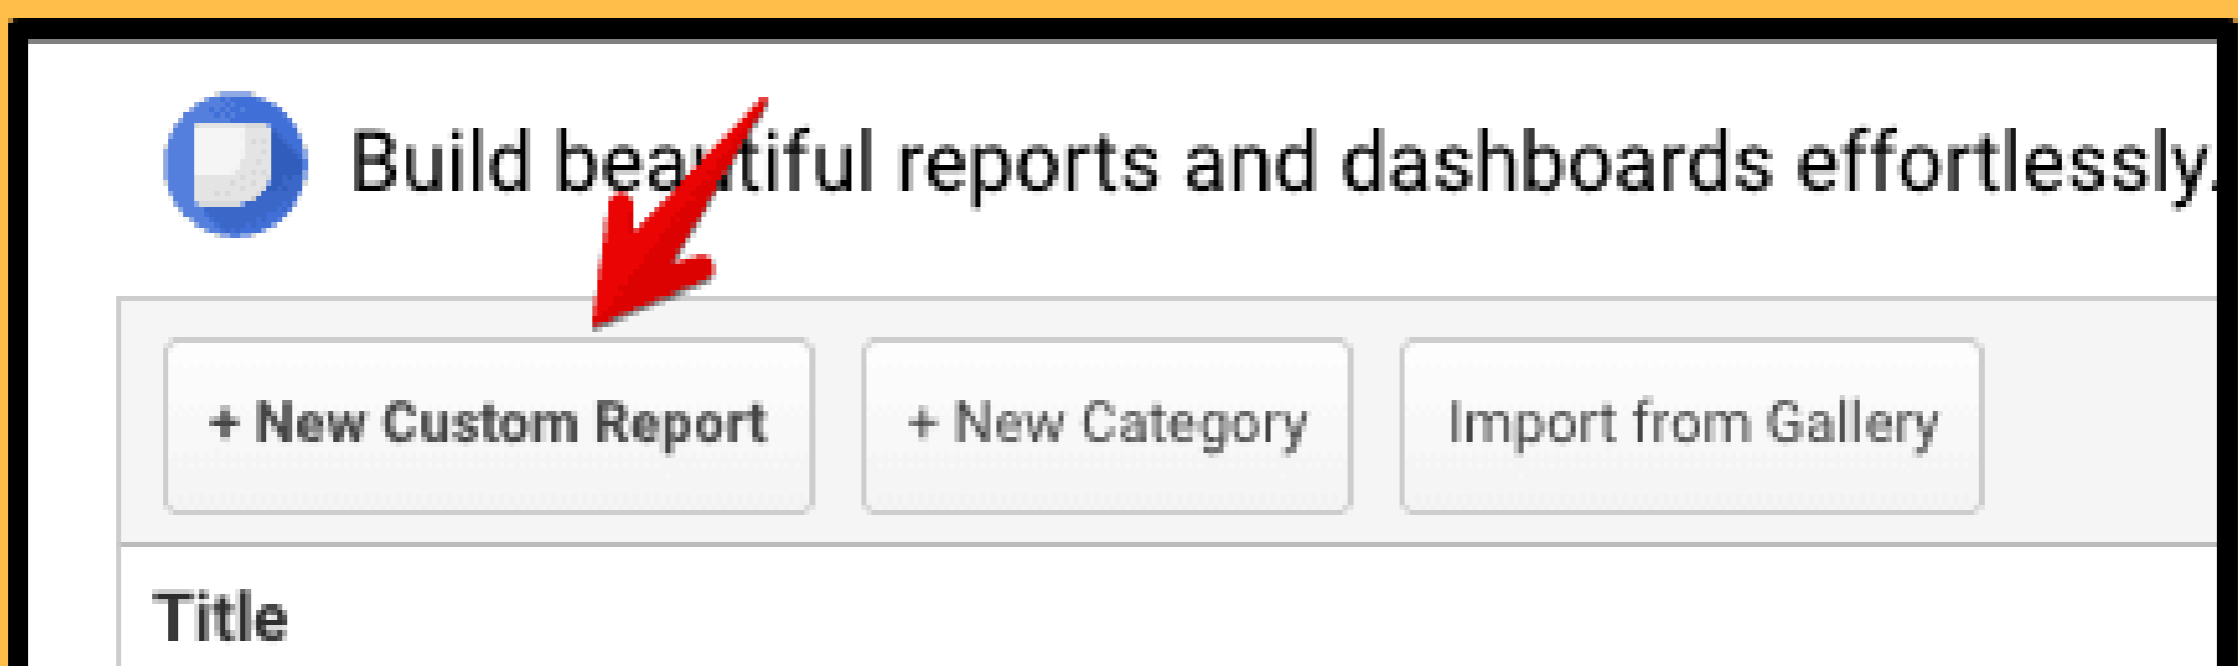 Build beautiful reports and dashboards effortlessly.
+ New Custom Report
+ New Category
Import from Gallery
Title